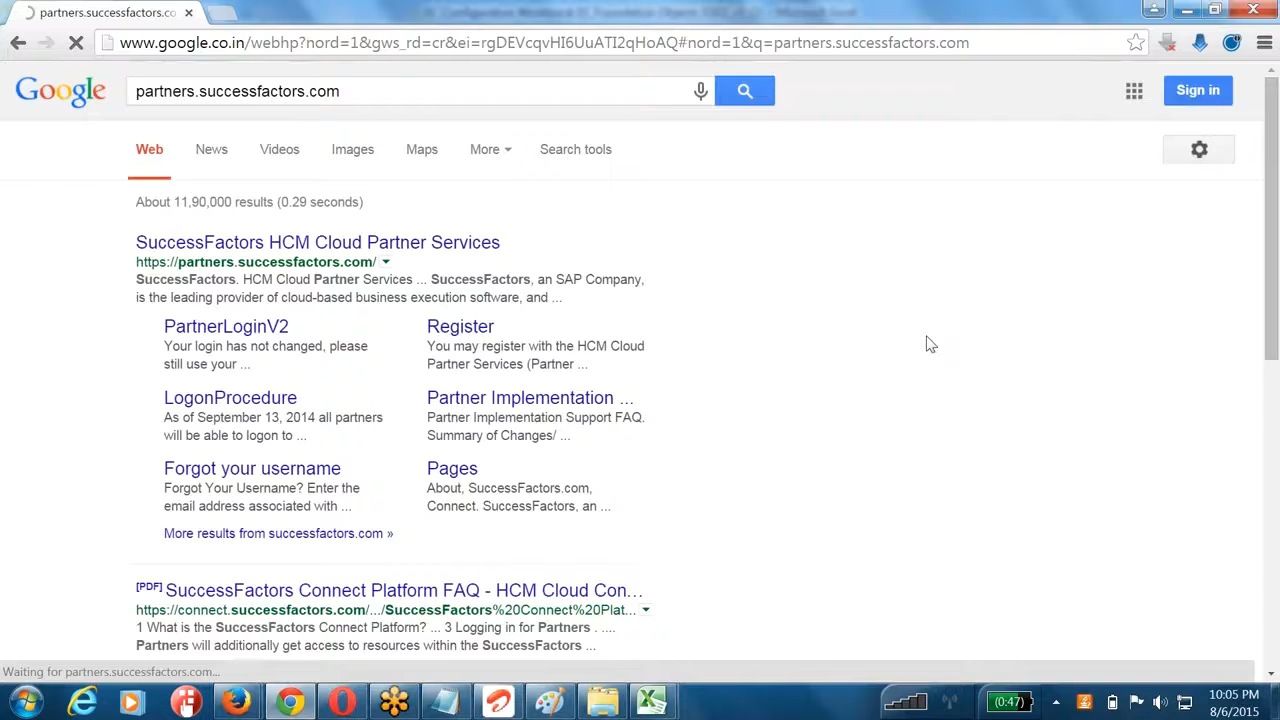 partners.successfactors.co
www.google.co.in/webhp?nord=1&gws_rd=cr&ei=rgDEVcqvHI6UuATI2qHoAQ#nord=1&q=partners.successfactors.com
Google
partners.successfactors.com
Sign in
Web News Videos Images Maps More Search tools
About 11,90,000 results (0.29 seconds)
SuccessFactors HCM Cloud Partner Services
https://partners.successfactors.com/
SuccessFactors. HCM Cloud Partner Services ... SuccessFactors, an SAP Company,
is the leading provider of cloud-based business execution software, and ...
PartnerLoginV2
Your login has not changed, please
still use your ...
Register
You may register with the HCM Cloud
Partner Services (Partner ...
LogonProcedure
As of September 13, 2014 all partners
will be able to logon to ...
Partner Implementation ...
Partner Implementation Support FAQ.
Summary of Changes/ ...
Forgot your username
Forgot Your Username? Enter the
email address associated with ...
Pages
About, SuccessFactors.com,
Connect. SuccessFactors, an ...
More results from successfactors.com »
[PDF] SuccessFactors Connect Platform FAQ - HCM Cloud Con...
https://connect.successfactors.com/.../SuccessFactors%20Connect%20Plat...
1 What is the SuccessFactors Connect Platform? ... 3 Logging in for Partners . ....
Partners will additionally get access to resources within the SuccessFactors ...
Waiting for partners.successfactors.com...
(0:47)
10:05 PM
8/6/2015